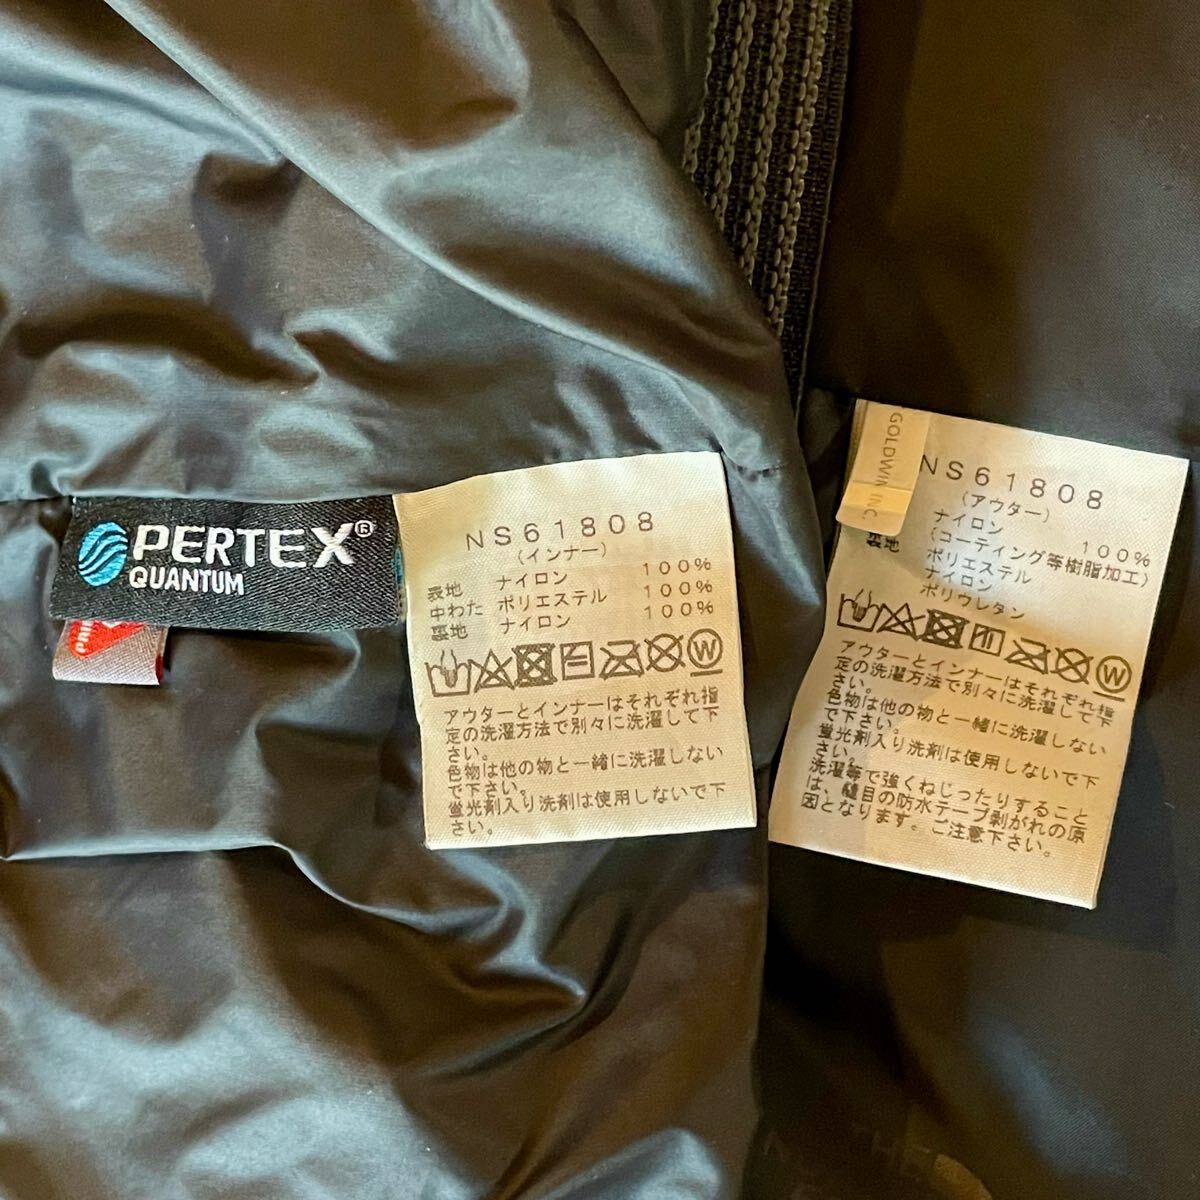 PERTEX®
QUANTUM
NS61808
(インナー)
表地 ナイロン 100%
中わた ポリエステル 100%
裏地 ナイロン 100%
W
アウターとインナーはそれぞれ指
定の洗濯方法で別々に洗濯して下
さい。
色物は他の物と一緒に洗濯しない
で下さい。
蛍光剤入り洗剤は使用しないで下
さい。
GOLDWIN INC.
NS61808
(アウター)
ナイロン 100%
(コーティング等樹脂加工)
ポリエステル
ナイロン
ポリウレタン
W
アウターとインナーはそれぞれ指
定の洗濯方法で別々に洗濯して下
さい。
色物は他の物と一緒に洗濯しない
で下さい。
蛍光剤入り洗剤は使用しないで下
さい。
洗濯等で強くねじったりすること
は、縫目の防水テープ剥がれの原
因となります。ご注意下さい。
THE